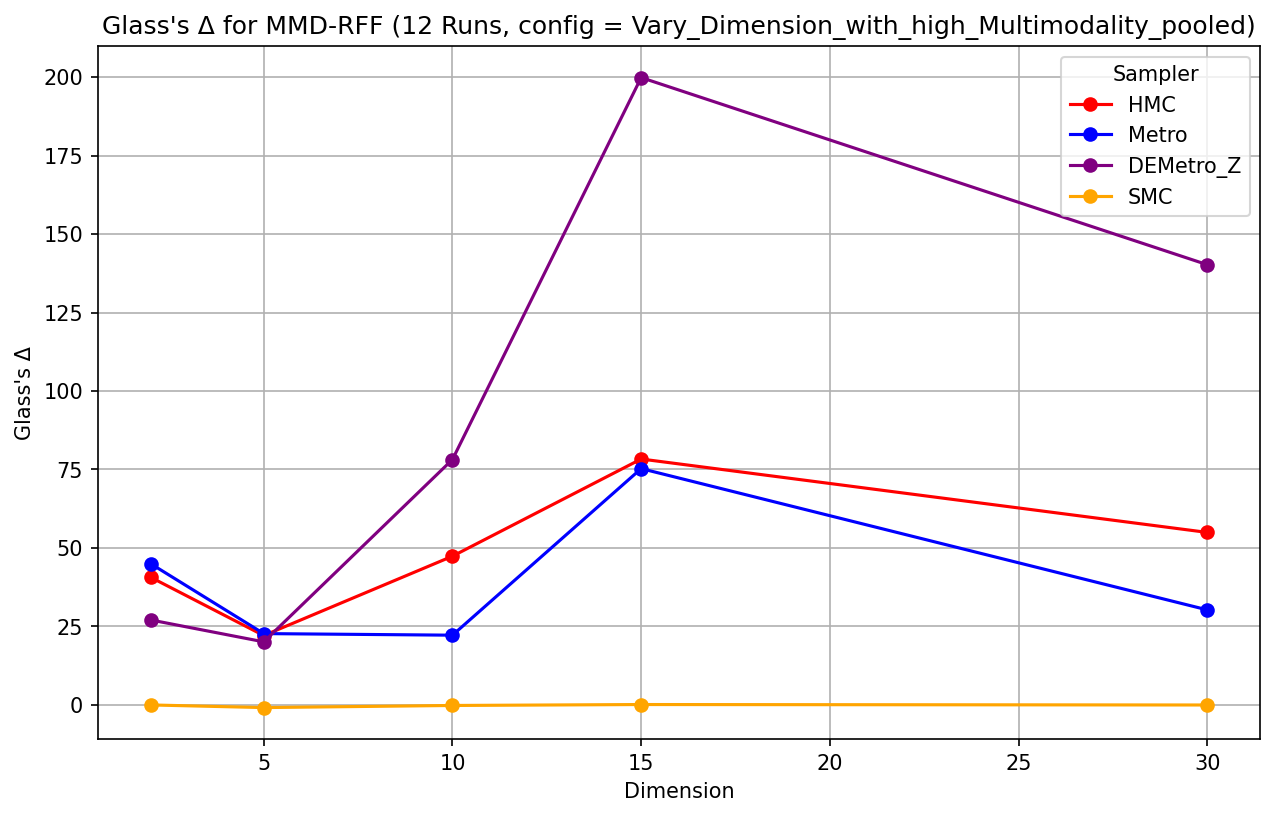 Glass's Δ for MMD-RFF (12 Runs, config = Vary_Dimension_with_high_Multimodality_pooled)
Sampler
HMC
Metro
DEMetro_Z
SMC
200
175
150
125
100
75
50
25
0
Glass's Δ
5 10 15 20 25 30
Dimension